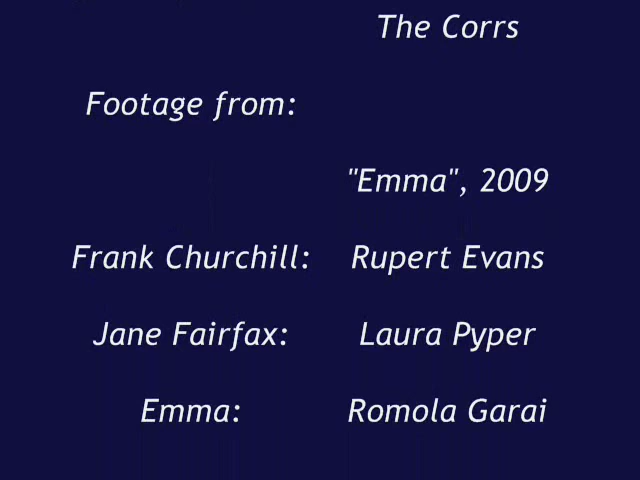 The Corrs
Footage from:
"Emma", 2009
Frank Churchill: Rupert Evans
Jane Fairfax: Laura Pyper
Emma: Romola Garai